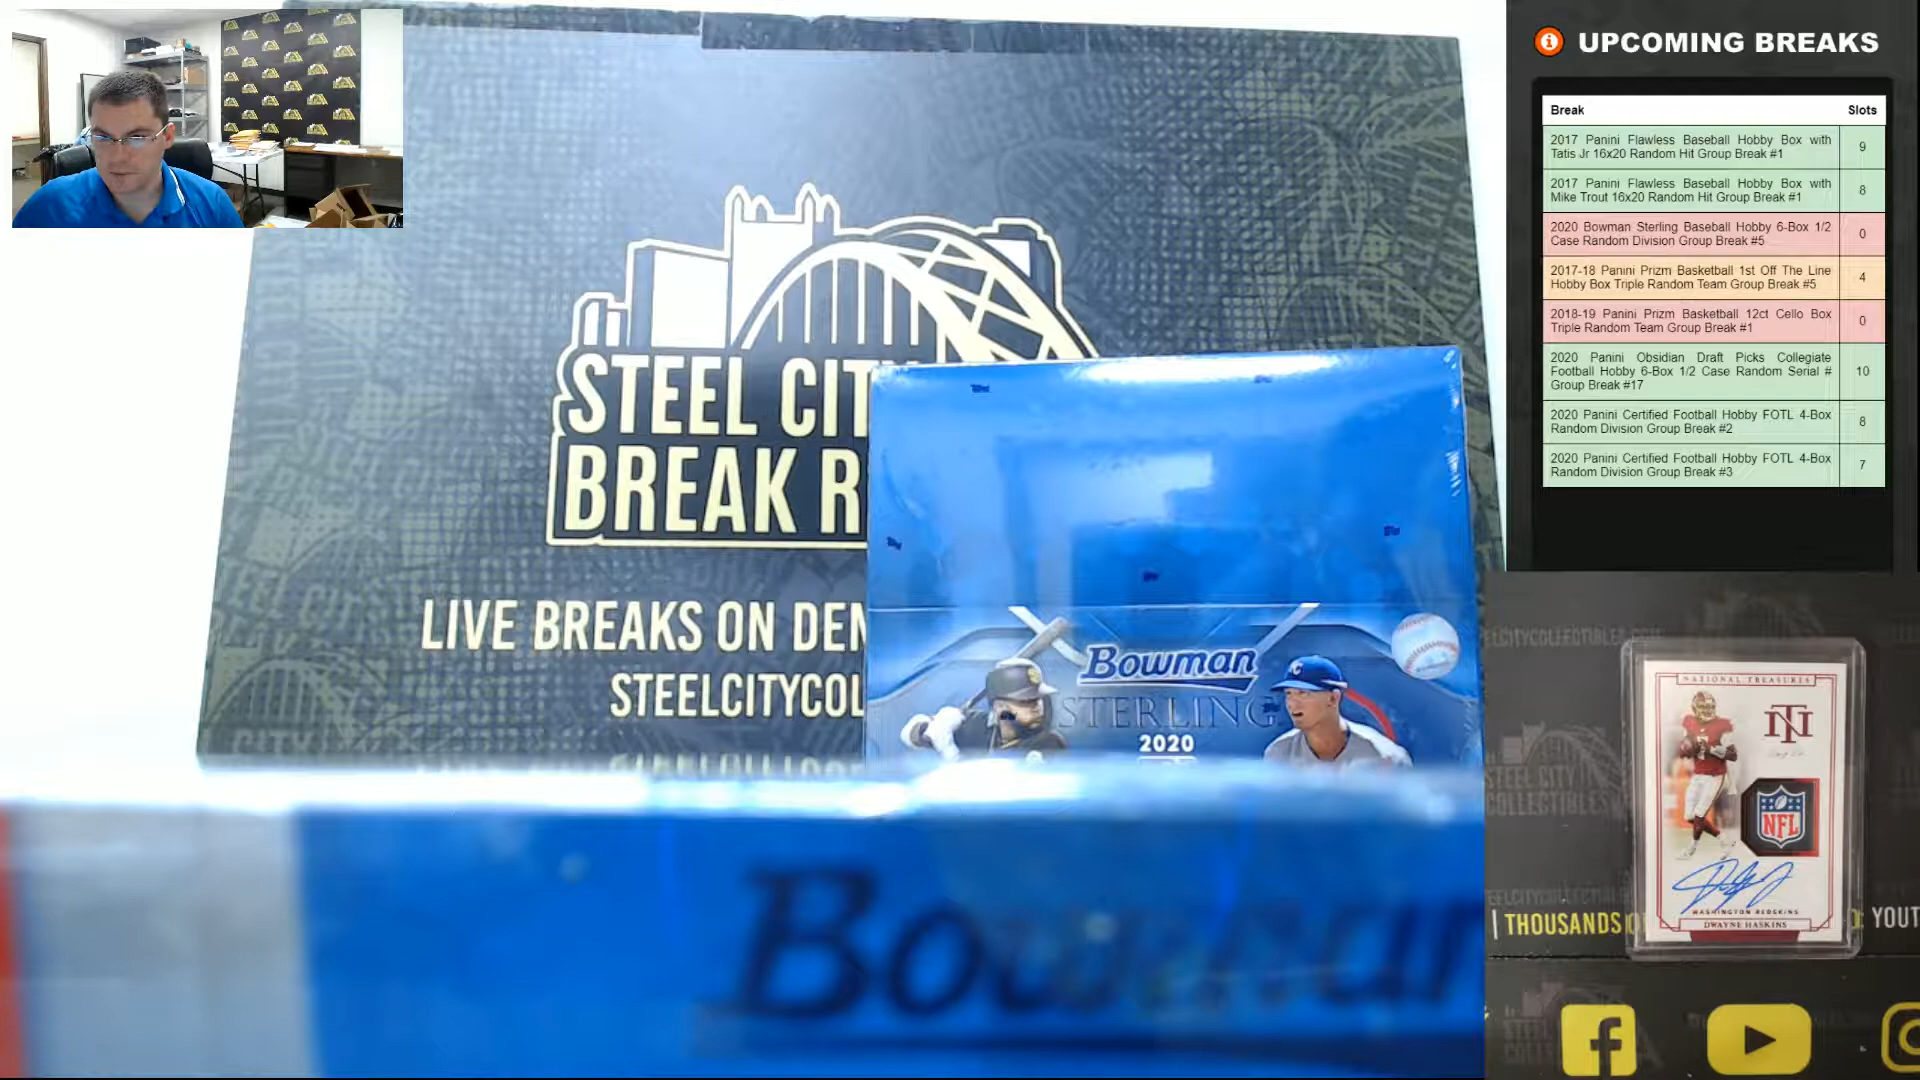 UPCOMING BREAKS
Break Slots
2017 Panini Flawless Baseball Hobby Box with
Tatis Jr 16x20 Random Hit Group Break #1
9
2017 Panini Flawless Baseball Hobby Box with
Mike Trout 16x20 Random Hit Group Break #1
8
2020 Bowman Sterling Baseball Hobby 6-Box 1/2
Case Random Division Group Break #5
0
2017-18 Panini Prizm Basketball 1st Off The Line
Hobby Box Triple Random Team Group Break #5
4
2018-19 Panini Prizm Basketball 12ct Cello Box
Triple Random Team Group Break #1
0
2020 Panini Obsidian Draft Picks Collegiate
Football Hobby 6-Box 1/2 Case Random Serial #
Group Break #17
10
2020 Panini Certified Football Hobby FOTL 4-Box
Random Division Group Break #2
8
2020 Panini Certified Football Hobby FOTL 4-Box
Random Division Group Break #3
7
STEEL CITY
BREAK R
LIVE BREAKS ON DEN
STEELCITYCOL
Bowman
STERLING
2020
Bowman
NATIONAL TREASURES
NT
NFL
WASHINGTON REDSKINS
DWAYNE HASKINS
STEEL CITY
COLLECTIBLES
THOUSANDS
YOUT